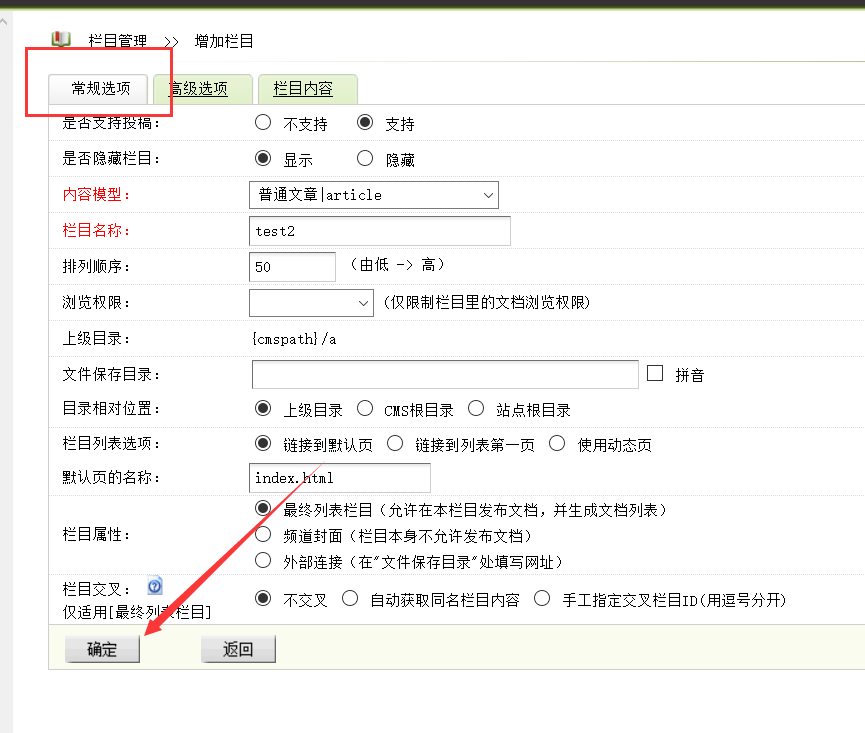 栏目管理 >> 增加栏目
常规选项 高级选项 栏目内容
是否支持投稿： 不支持 支持
是否隐藏栏目： 显示 隐藏
内容模型： 普通文章|article
栏目名称： test2
排列顺序： 50 （由低 -> 高）
浏览权限： （仅限制栏目里的文档浏览权限）
上级目录： {cmspath}/a
文件保存目录： 拼音
目录相对位置： 上级目录 CMS根目录 站点根目录
栏目列表选项： 链接到默认页 链接到列表第一页 使用动态页
默认页的名称： index.html
栏目属性： 最终列表栏目（允许在本栏目发布文档，并生成文档列表）
频道封面（栏目本身不允许发布文档）
外部连接（在"文件保存目录"处填写网址）
栏目交叉： 不交叉 自动获取同名栏目内容 手工指定交叉栏目ID(用逗号分开)
仅适用[最终列表栏目]
确定 返回